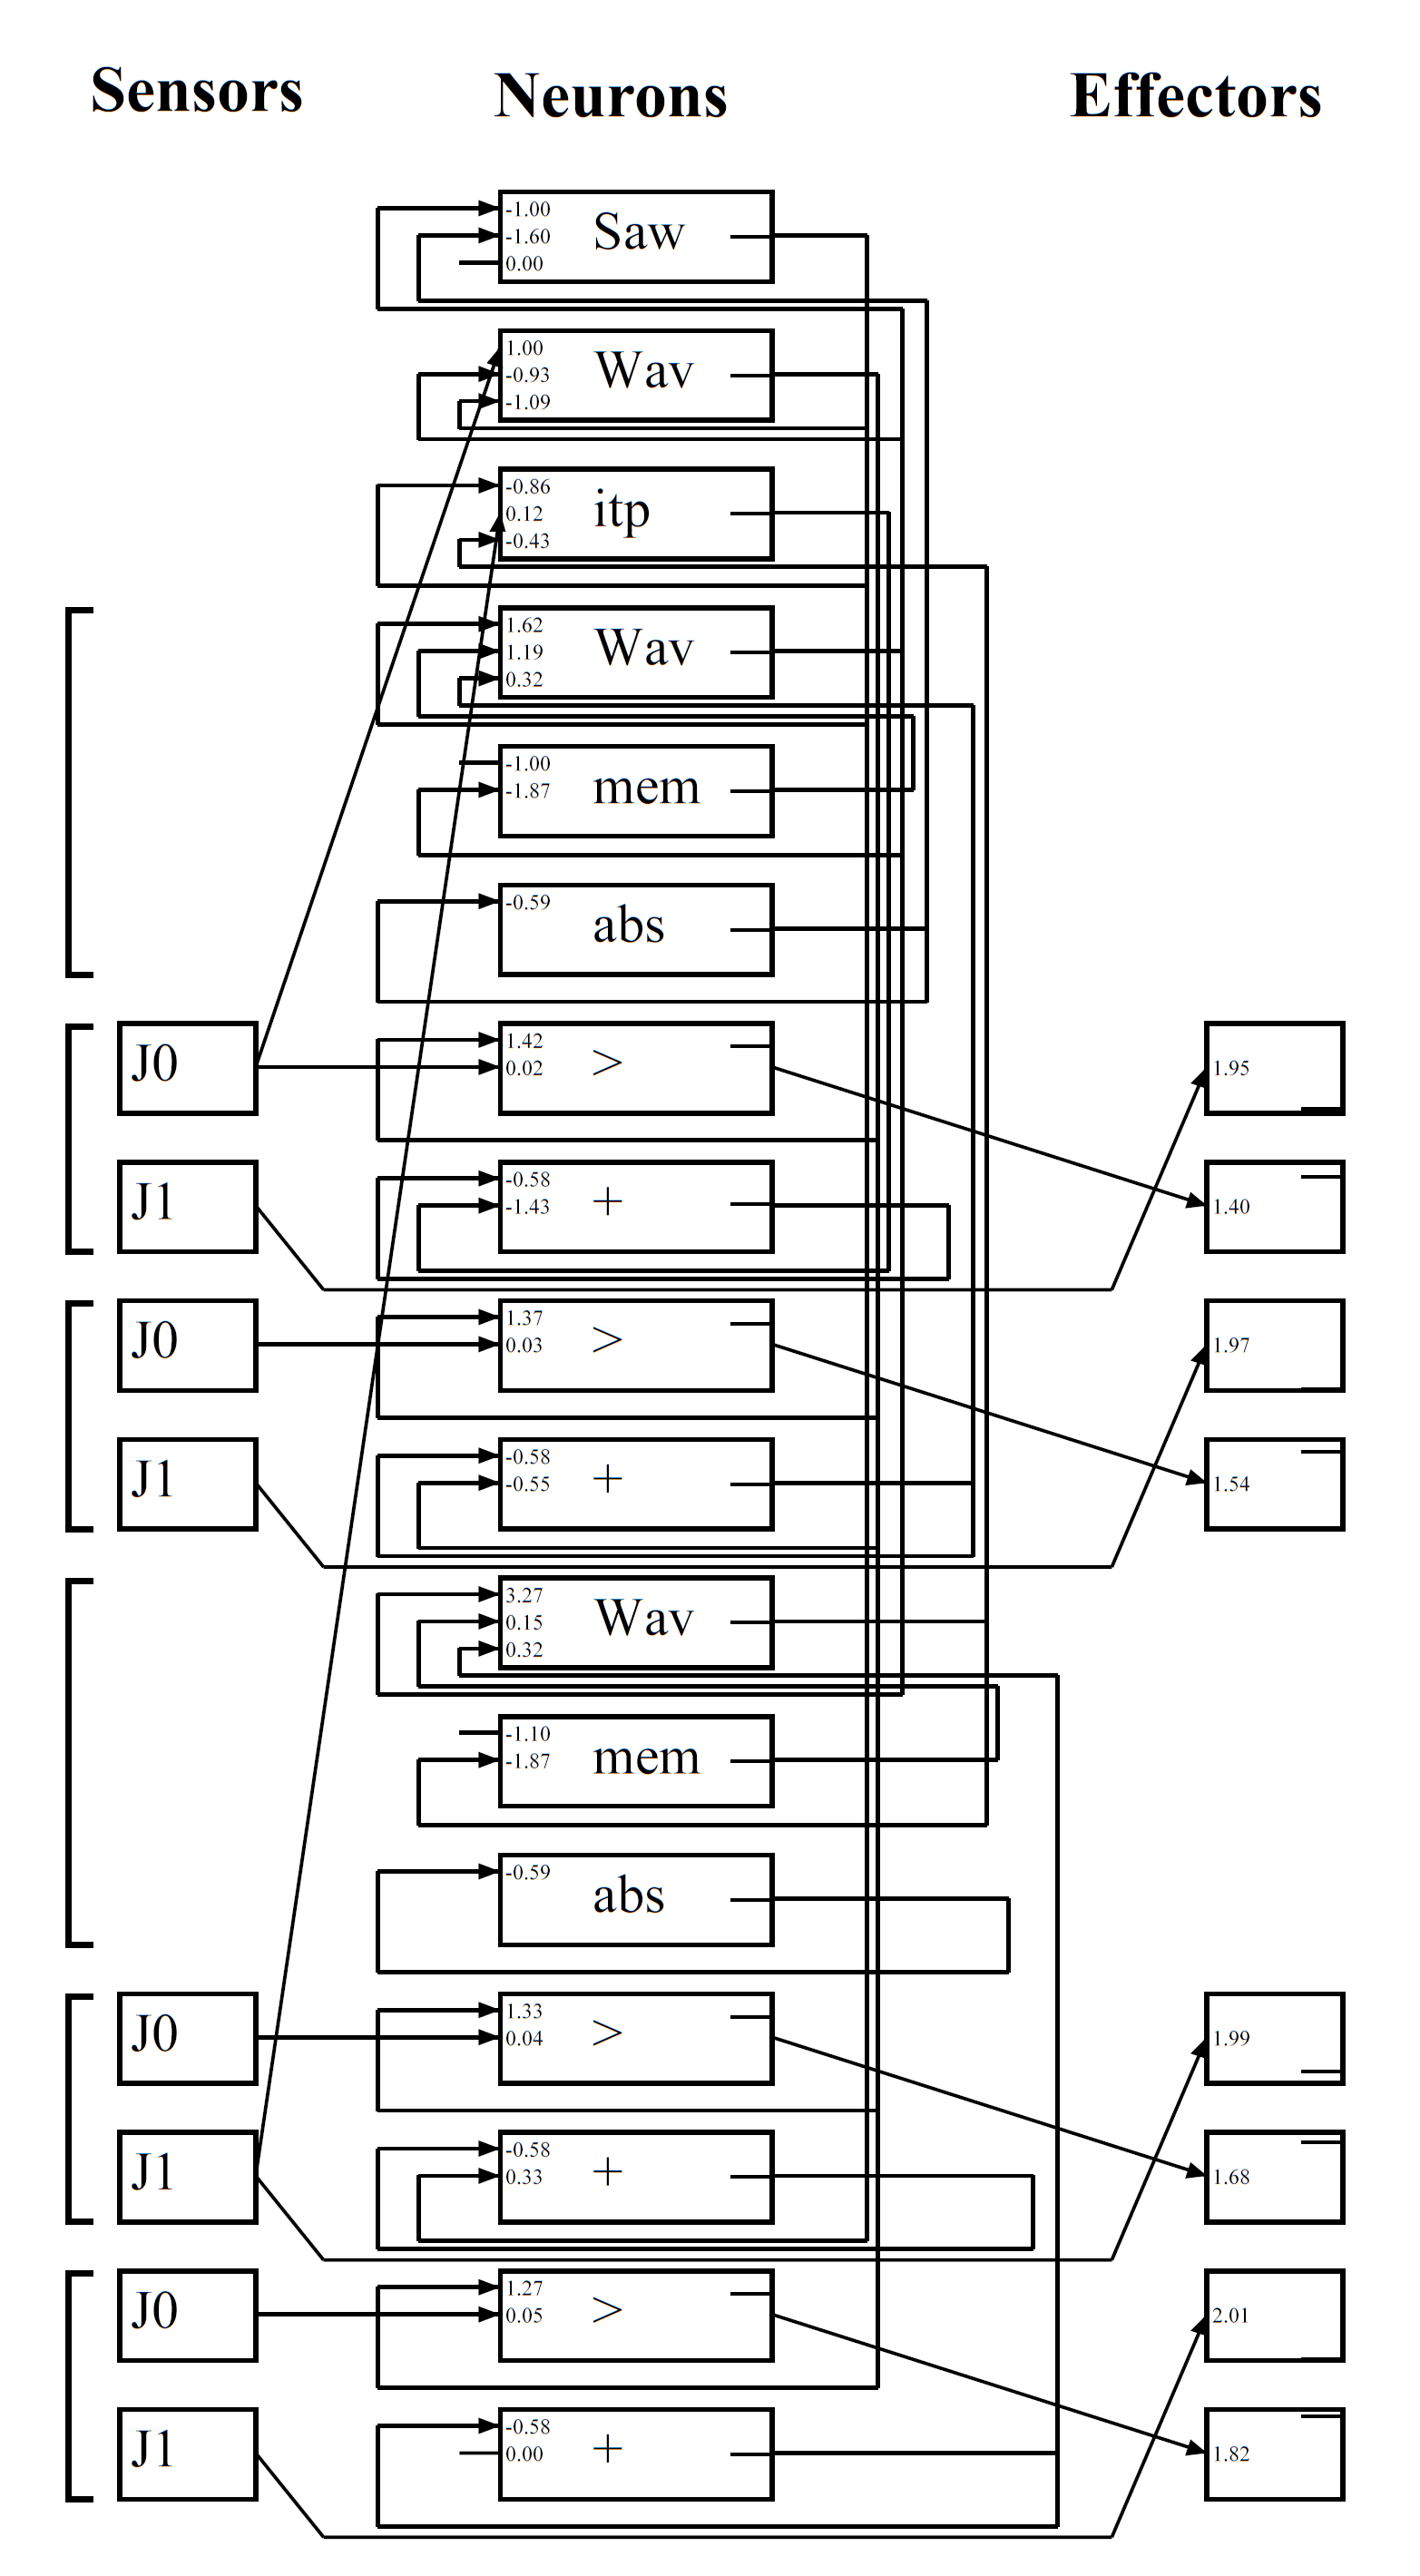 Sensors Neurons Effectors
-1.00
-1.60 Saw
0.00
1.00
-0.93 Wav
-1.09
-0.86
0.12 itp
-0.43
1.62
1.19 Wav
0.32
-1.00
-1.87 mem
-0.59
abs
1.42
J0 0.02 > 1.95
-0.58
J1 -1.43 + 1.40
1.37
J0 0.03 > 1.97
-0.58
J1 -0.55 + 1.54
3.27
0.15 Wav
0.32
-1.10
-1.87 mem
-0.59
abs
1.33
J0 0.04 > 1.99
-0.58
J1 0.33 + 1.68
1.27
J0 0.05 > 2.01
-0.58
J1 0.00 + 1.82